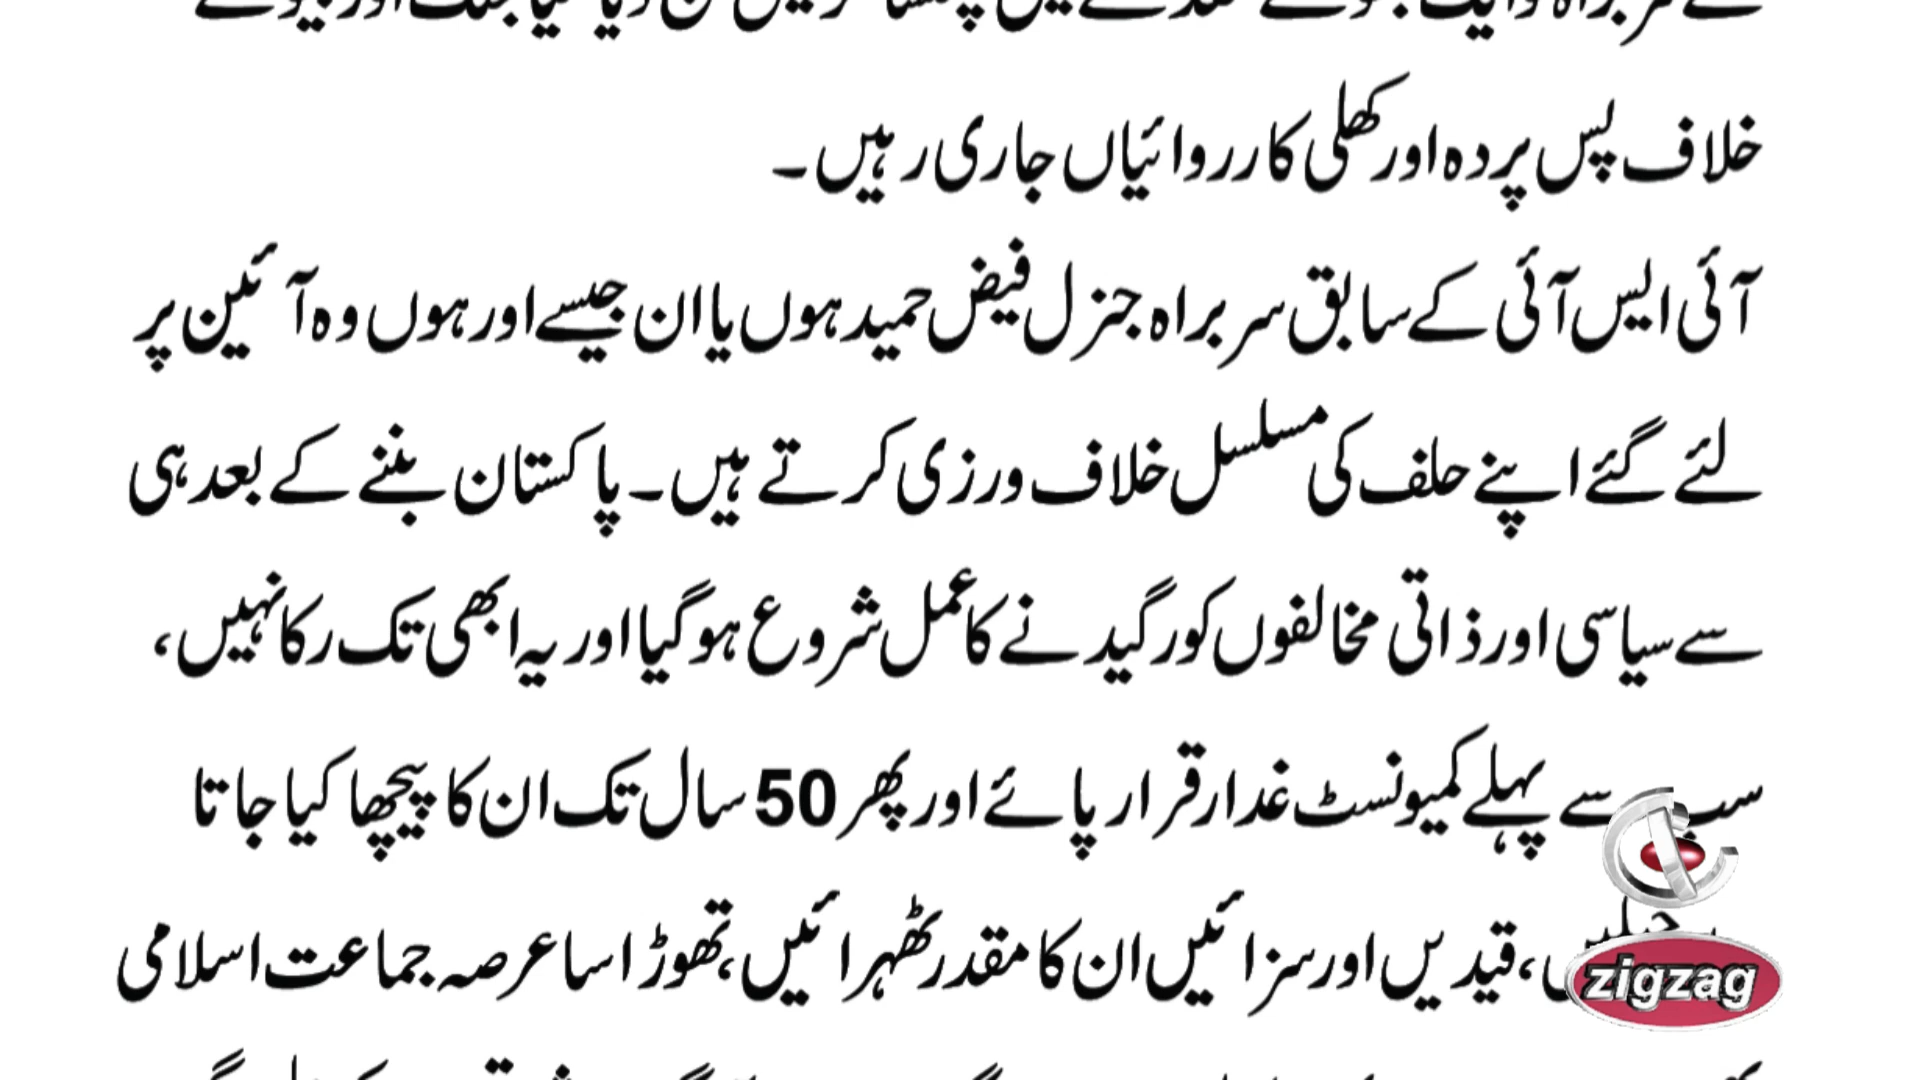 خلاف پس پردہ اور کھلی کارروائیاں جاری رہیں۔
آئی ایس آئی کے سابق سربراہ جنرل فیض حمید ہوں یا ان جیسے اور ہوں وہ آئین پر
لئے گئے اپنے حلف کی مسلسل خلاف ورزی کرتے ہیں۔ پاکستان بننے کے بعد ہی
سے سیاسی اور ذاتی مخالفوں کو رگیدنے کا عمل شروع ہو گیا اور یہ ابھی تک رکا نہیں،
سب سے پہلے کمیونسٹ غدار قرار پائے اور پھر 50 سال تک ان کا پیچھا کیا جاتا
، قیدیں اور سزائیں ان کا مقدر ٹھہرائیں، تھوڑا سا عرصہ جماعت اسلامی
zigzag